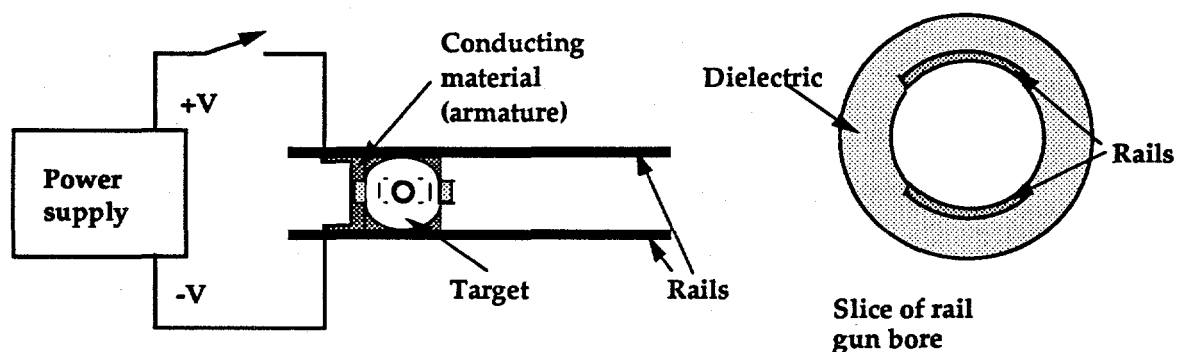 Conducting
material
(armature)
+V
Power
supply
-V
Target
Rails
Dielectric
Rails
Slice of rail
gun bore